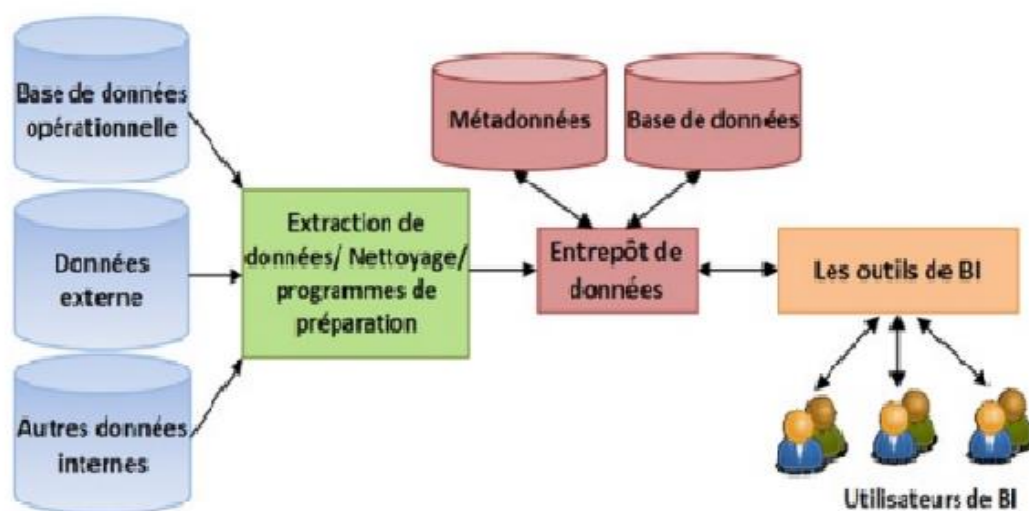 Base de données
opérationnelle
Données
externe
Autres données
internes
Extraction de
données/ Nettoyage/
programmes de
préparation
Métadonnées
Base de données
Entrepôt de
données
Les outils de BI
Utilisateurs de BI